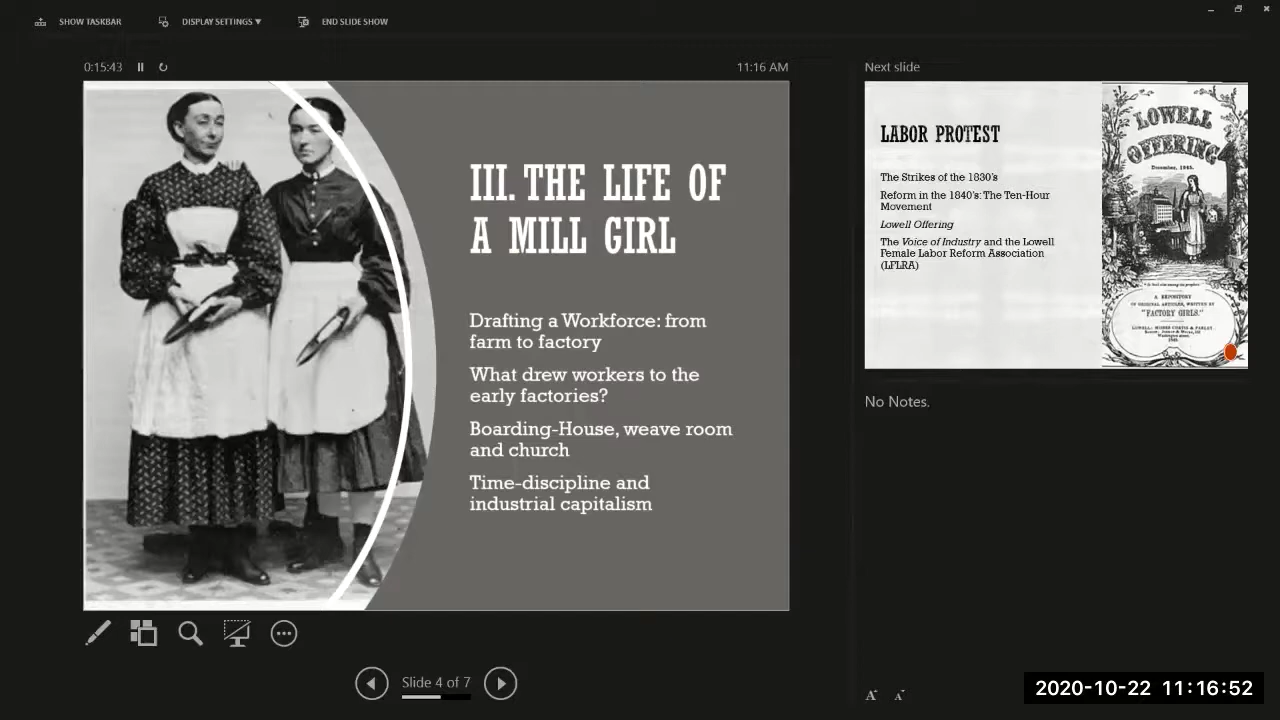 SHOW TASKBAR
DISPLAY SETTINGS ▼
END SLIDE SHOW
0:15:43
11:16 AM
III. THE LIFE OF
A MILL GIRL
Drafting a Workforce: from
farm to factory
What drew workers to the
early factories?
Boarding-House, weave room
and church
Time-discipline and
industrial capitalism
Slide 4 of 7
Next slide
LABOR PROTEST
The Strikes of the 1830's
Reform in the 1840's: The Ten-Hour
Movement
Lowell Offering
The Voice of Industry and the Lowell
Female Labor Reform Association
(LFLRA)
LOWELL
OFFERING
December, 1845.
A REPOSITORY
OF ORIGINAL ARTICLES, WRITTEN BY
"FACTORY GIRLS."
No Notes.
A A
2020-10-22 11:16:52